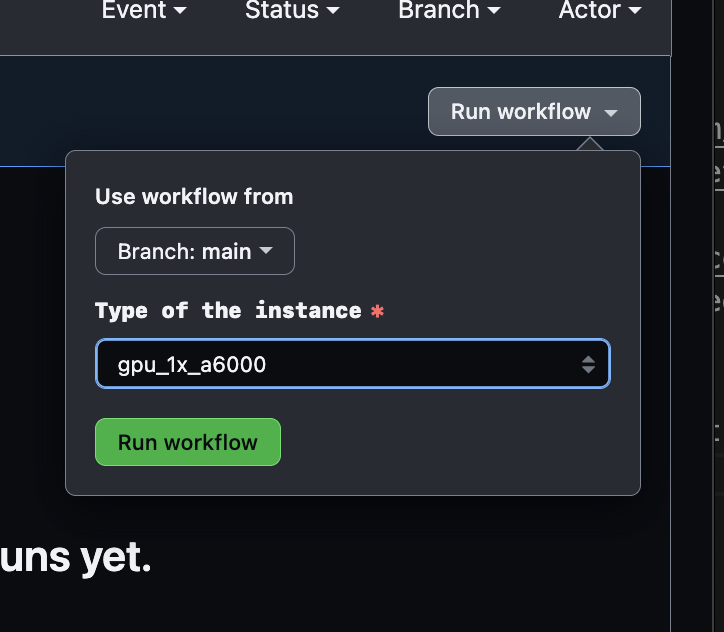 Event Status Branch Actor
Run workflow
Use workflow from
Branch: main
Type of the instance *
gpu_1x_a6000
Run workflow
uns yet.